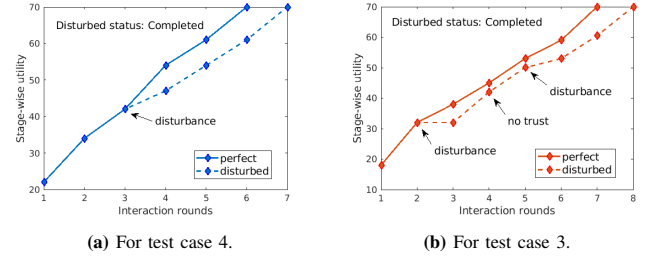 Disturbed status: Completed
70
60
50
40
30
20
Stage-wise utility
disturbance
perfect
disturbed
1 2 3 4 5 6 7
Interaction rounds
(a) For test case 4.
Disturbed status: Completed
70
60
50
40
30
20
10
Stage-wise utility
disturbance
no trust
disturbance
perfect
disturbed
1 2 3 4 5 6 7 8
Interaction rounds
(b) For test case 3.